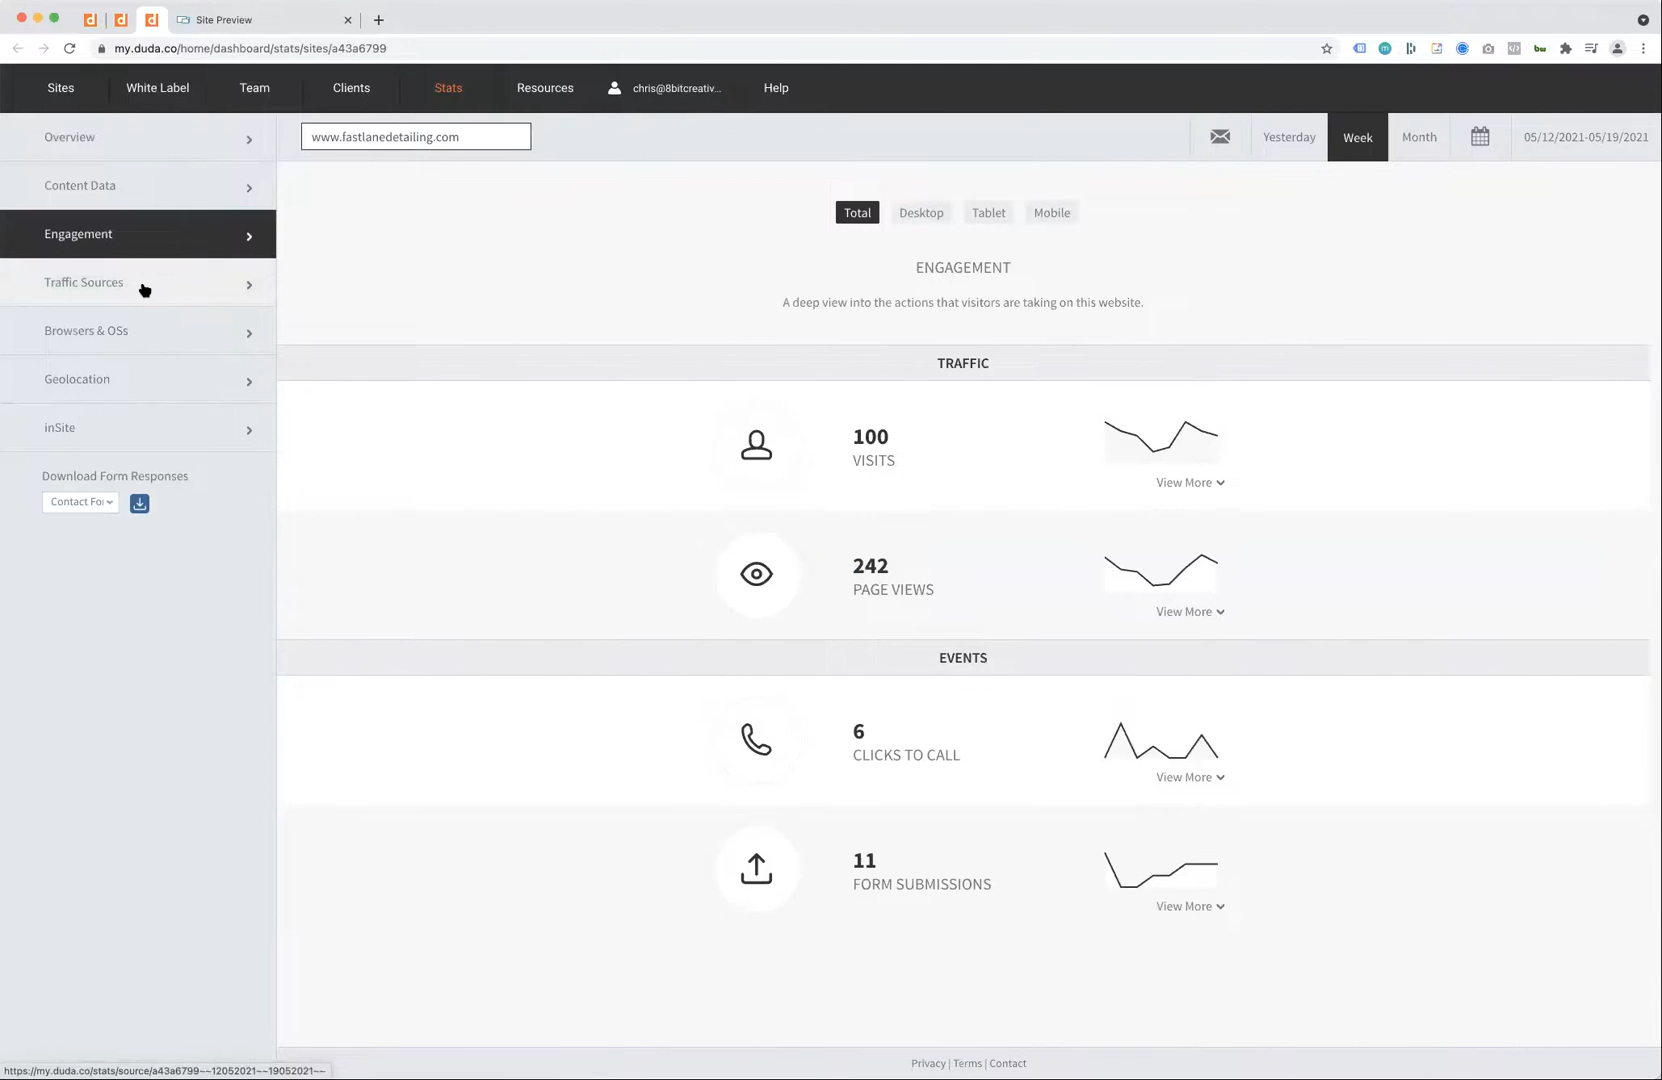 Site Preview
my.duda.co/home/dashboard/stats/sites/a43a6799
Sites
White Label
Team
Clients
Stats
Resources
chris@8bitcreativ...
Help
Overview
Content Data
Engagement
Traffic Sources
Browsers & OSs
Geolocation
inSite
Download Form Responses
Contact For
www.fastlanedetailing.com
Yesterday
Week
Month
05/12/2021-05/19/2021
Total
Desktop
Tablet
Mobile
ENGAGEMENT
A deep view into the actions that visitors are taking on this website.
TRAFFIC
100
VISITS
View More
242
PAGE VIEWS
View More
EVENTS
6
CLICKS TO CALL
View More
11
FORM SUBMISSIONS
View More
Privacy | Terms | Contact
https://my.duda.co/stats/source/a43a6799~~12052021~~19052021~~